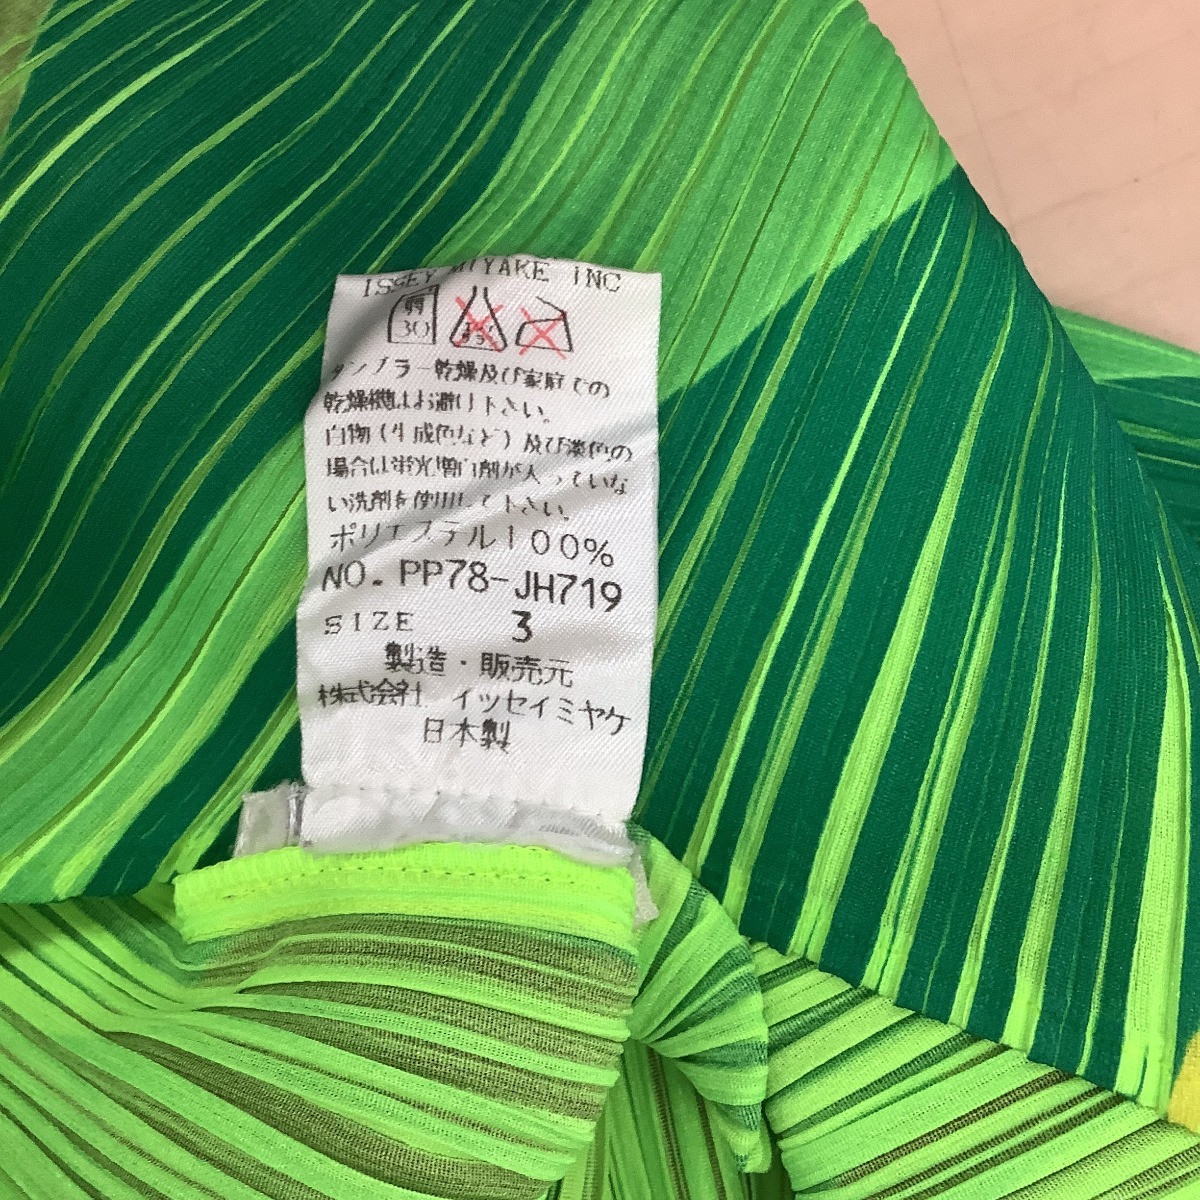 ISSEY MIYAKE INC
弱
30
タンブラー乾燥及び家庭での
乾燥機はお避け下さい。
白物(生成色など)及び淡色の
場合は蛍光増白剤が入っていな
い洗剤を使用して下さい。
ポリエステル100%
NO. PP78-JH719
SIZE 3
製造・販売元
株式会社 イッセイミヤケ
日本製